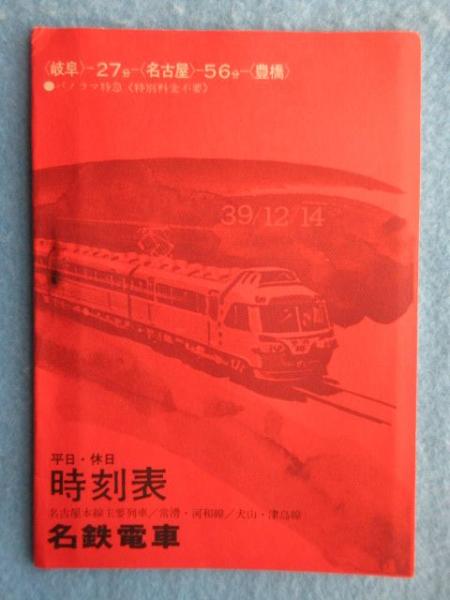 〈岐阜〉-27分-〈名古屋〉-56分-〈豊橋〉
●パノラマ特急《特別料金不要》
39/12/14
平日・休日
時刻表
名古屋本線主要列車/常滑・河和線/犬山・津島線
名鉄電車